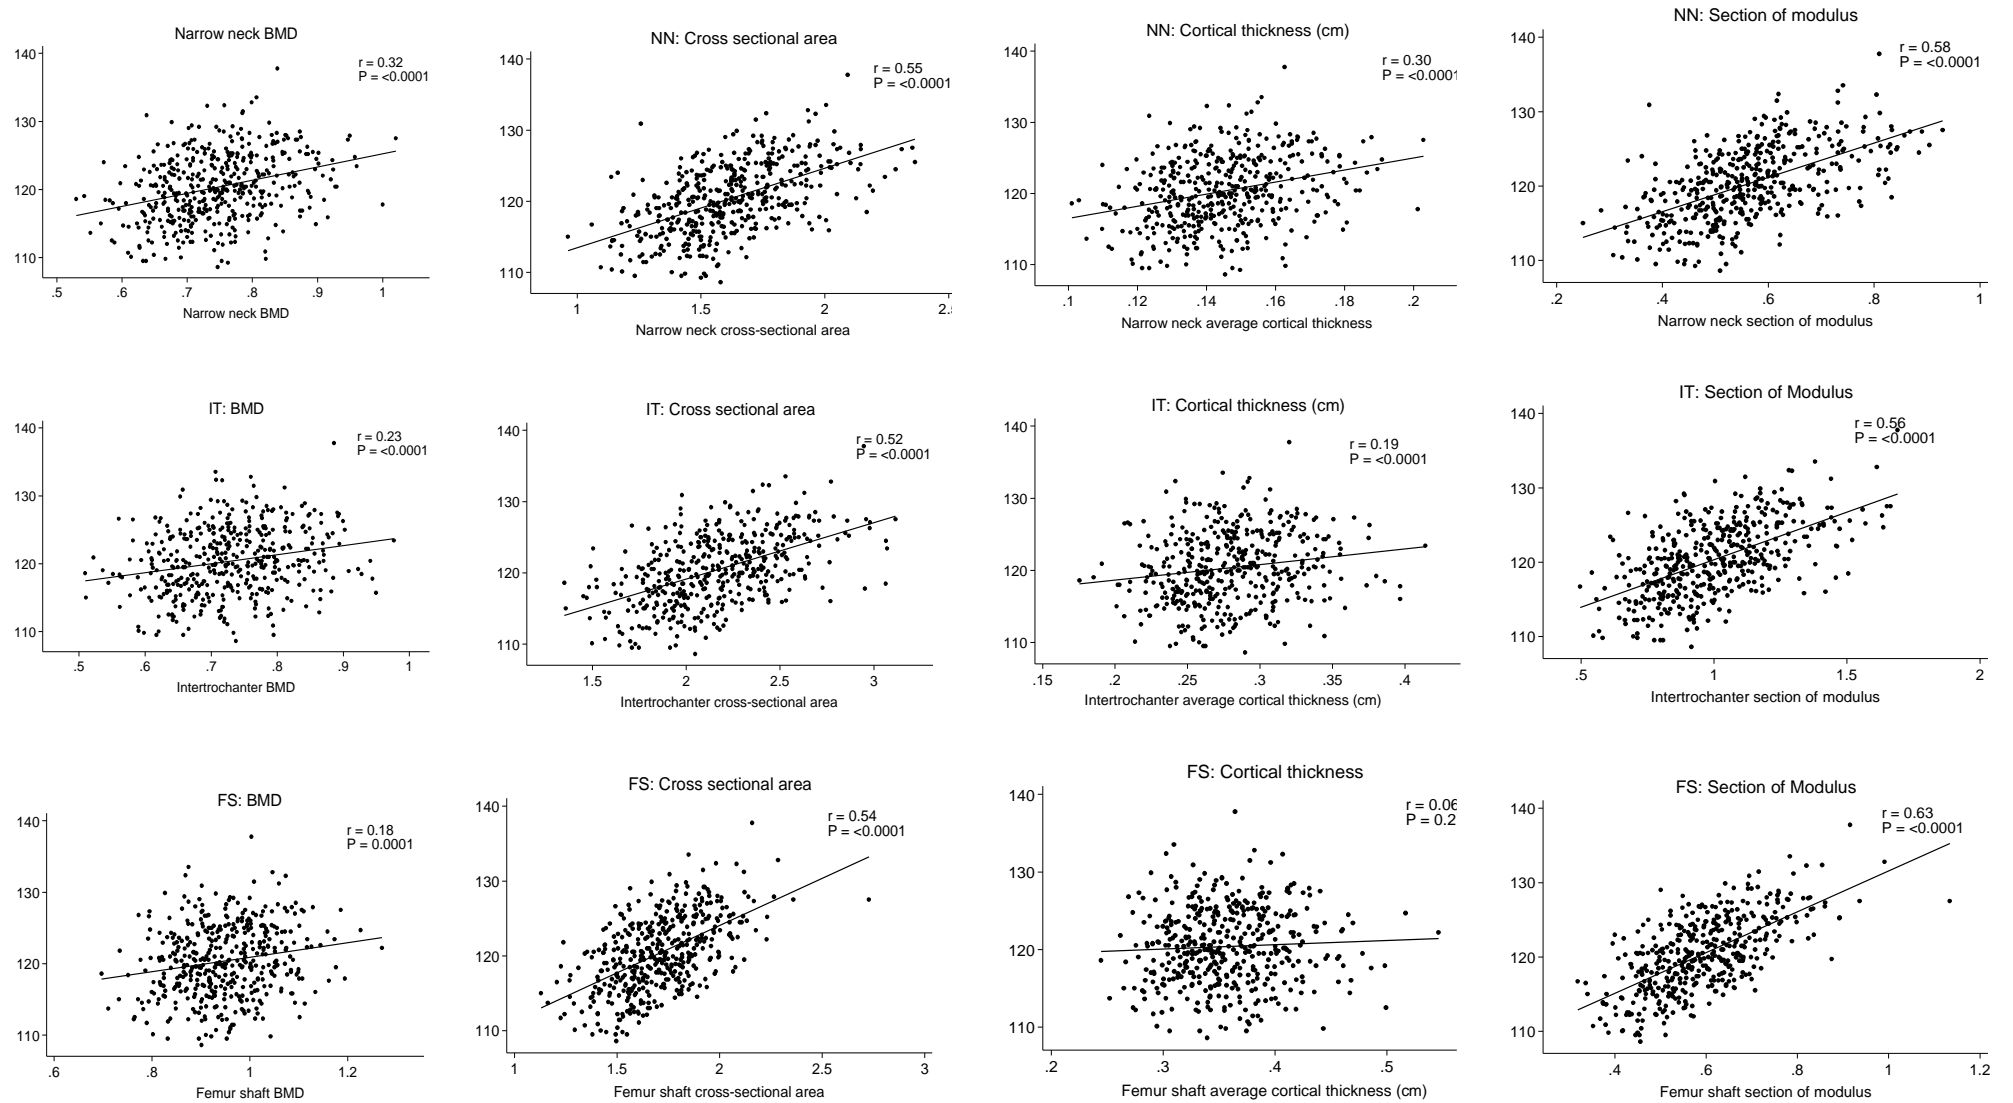 Narrow neck BMD
r = 0.32
P = <0.0001
140
130
120
110
.5 .6 .7 .8 .9 1
Narrow neck BMD
NN: Cross sectional area
r = 0.55
P = <0.0001
140
130
120
110
1 1.5 2 2.
Narrow neck cross-sectional area
NN: Cortical thickness (cm)
r = 0.30
P = <0.0001
140
130
120
110
.1 .12 .14 .16 .18 .2
Narrow neck average cortical thickness
NN: Section of modulus
r = 0.58
P = <0.0001
140
130
120
110
.2 .4 .6 .8 1
Narrow neck section of modulus
IT: BMD
r = 0.23
P = <0.0001
140
130
120
110
.5 .6 .7 .8 .9 1
Intertrochanter BMD
IT: Cross sectional area
r = 0.52
P = <0.0001
140
130
120
110
1.5 2 2.5 3
Intertrochanter cross-sectional area
IT: Cortical thickness (cm)
r = 0.19
P = <0.0001
140
130
120
110
.15 .2 .25 .3 .35 .4
Intertrochanter average cortical thickness (cm)
IT: Section of Modulus
r = 0.56
P = <0.0001
140
130
120
110
.5 1 1.5 2
Intertrochanter section of modulus
FS: BMD
r = 0.18
P = 0.0001
140
130
120
110
.6 .8 1 1.2
Femur shaft BMD
FS: Cross sectional area
r = 0.54
P = <0.0001
140
130
120
110
1 1.5 2 2.5 3
Femur shaft cross-sectional area
FS: Cortical thickness
r = 0.06
P = 0.2
140
130
120
110
.2 .3 .4 .5
Femur shaft average cortical thickness (cm)
FS: Section of Modulus
r = 0.63
P = <0.0001
140
130
120
110
.4 .6 .8 1 1.2
Femur shaft section of modulus